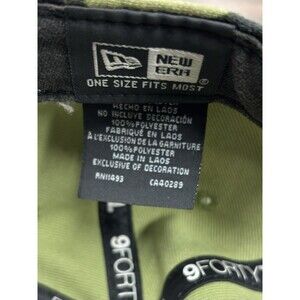 NEW ERA
ONE SIZE FITS MOST®
HECHO EN LAOS
NO INCLUYE DECORACIÓN
100%POLYESTER
FABRIQUÉ EN LAOS
À L'EXCLUSION DE LA GARNITURE
100%POLYESTER
MADE IN LAOS
EXCLUSIVE OF DECORATION
RN11493 CA40289
9FORTY
9FORTY